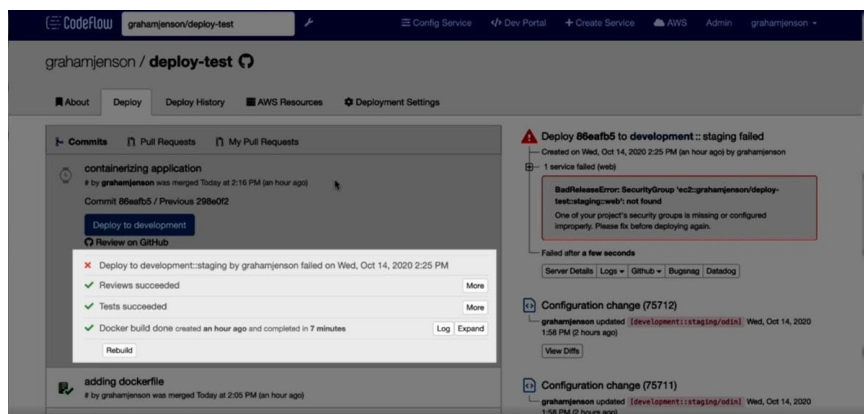 CodeFlow grahamjenson/deploy-test Config Service </> Dev Portal + Create Service AWS Admin grahamjenson
grahamjenson / deploy-test
About Deploy Deploy History AWS Resources Deployment Settings
Commits Pull Requests My Pull Requests
containerizing application
# by grahamjenson was merged Today at 2:16 PM (an hour ago)
Commit 86eafb5 / Previous 298e0f2
Deploy to development
Review on GitHub
Deploy to development::staging by grahamjenson failed on Wed, Oct 14, 2020 2:25 PM
Reviews succeeded More
Tests succeeded More
Docker build done created an hour ago and completed in 7 minutes Log Expand
Rebuild
adding dockerfile
# by grahamjenson was merged Today at 2:05 PM (an hour ago)
Deploy 86eafb5 to development :: staging failed
Created on Wed, Oct 14, 2020 2:25 PM (an hour ago) by grahamjenson
1 service failed (web)
BadReleaseError: SecurityGroup 'ec2::grahamjenson/deploy-
test::staging::web': not found
One of your project's security groups is missing or configured
improperly. Please fix before deploying again.
Failed after a few seconds
Server Details Logs Github Bugsnag Datadog
Configuration change (75712)
grahamjenson updated [development::staging/odin] Wed, Oct 14, 2020
1:58 PM (2 hours ago)
View Diffs
Configuration change (75711)
grahamjenson updated [development::staging/odin] Wed, Oct 14, 2020
1:58 PM (2 hours ago)